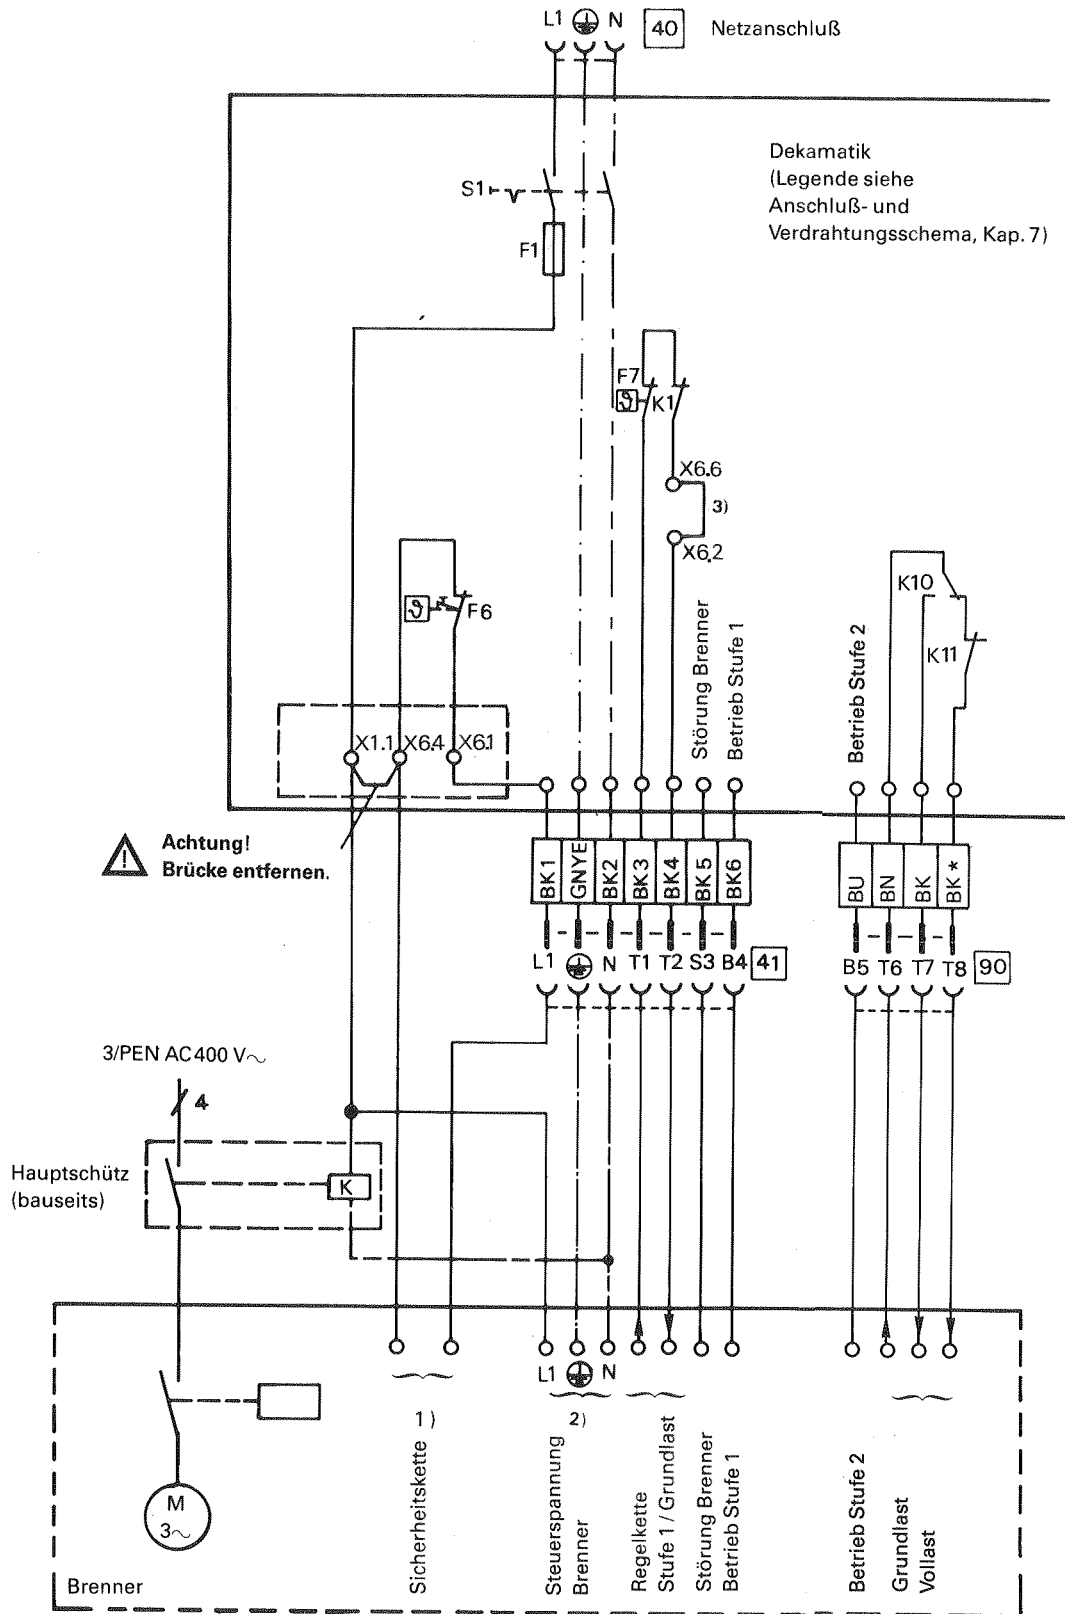 L1 N 40 Netzanschluß
Dekamatik
(Legende siehe
Anschluß- und
Verdrahtungsschema, Kap. 7)
S1
F1
F7
ϑ K1
X6.6
3)
X6.2
ϑ F6
K10
K11
Störung Brenner
Betrieb Stufe 1
Betrieb Stufe 2
X1.1 X6.4 X6.1
Achtung!
Brücke entfernen.
BK1 GNYE BK2 BK3 BK4 BK5 BK6
BU BN BK BK*
L1 N T1 T2 S3 B4 41
B5 T6 T7 T8 90
3/PEN AC 400 V~
4
Hauptschütz
(bauseits)
K
L1 N
1)
2)
Sicherheitskette
Steuerspannung
Brenner
Regelkette
Stufe 1 / Grundlast
Störung Brenner
Betrieb Stufe 1
Betrieb Stufe 2
Grundlast
Vollast
M
3~
Brenner